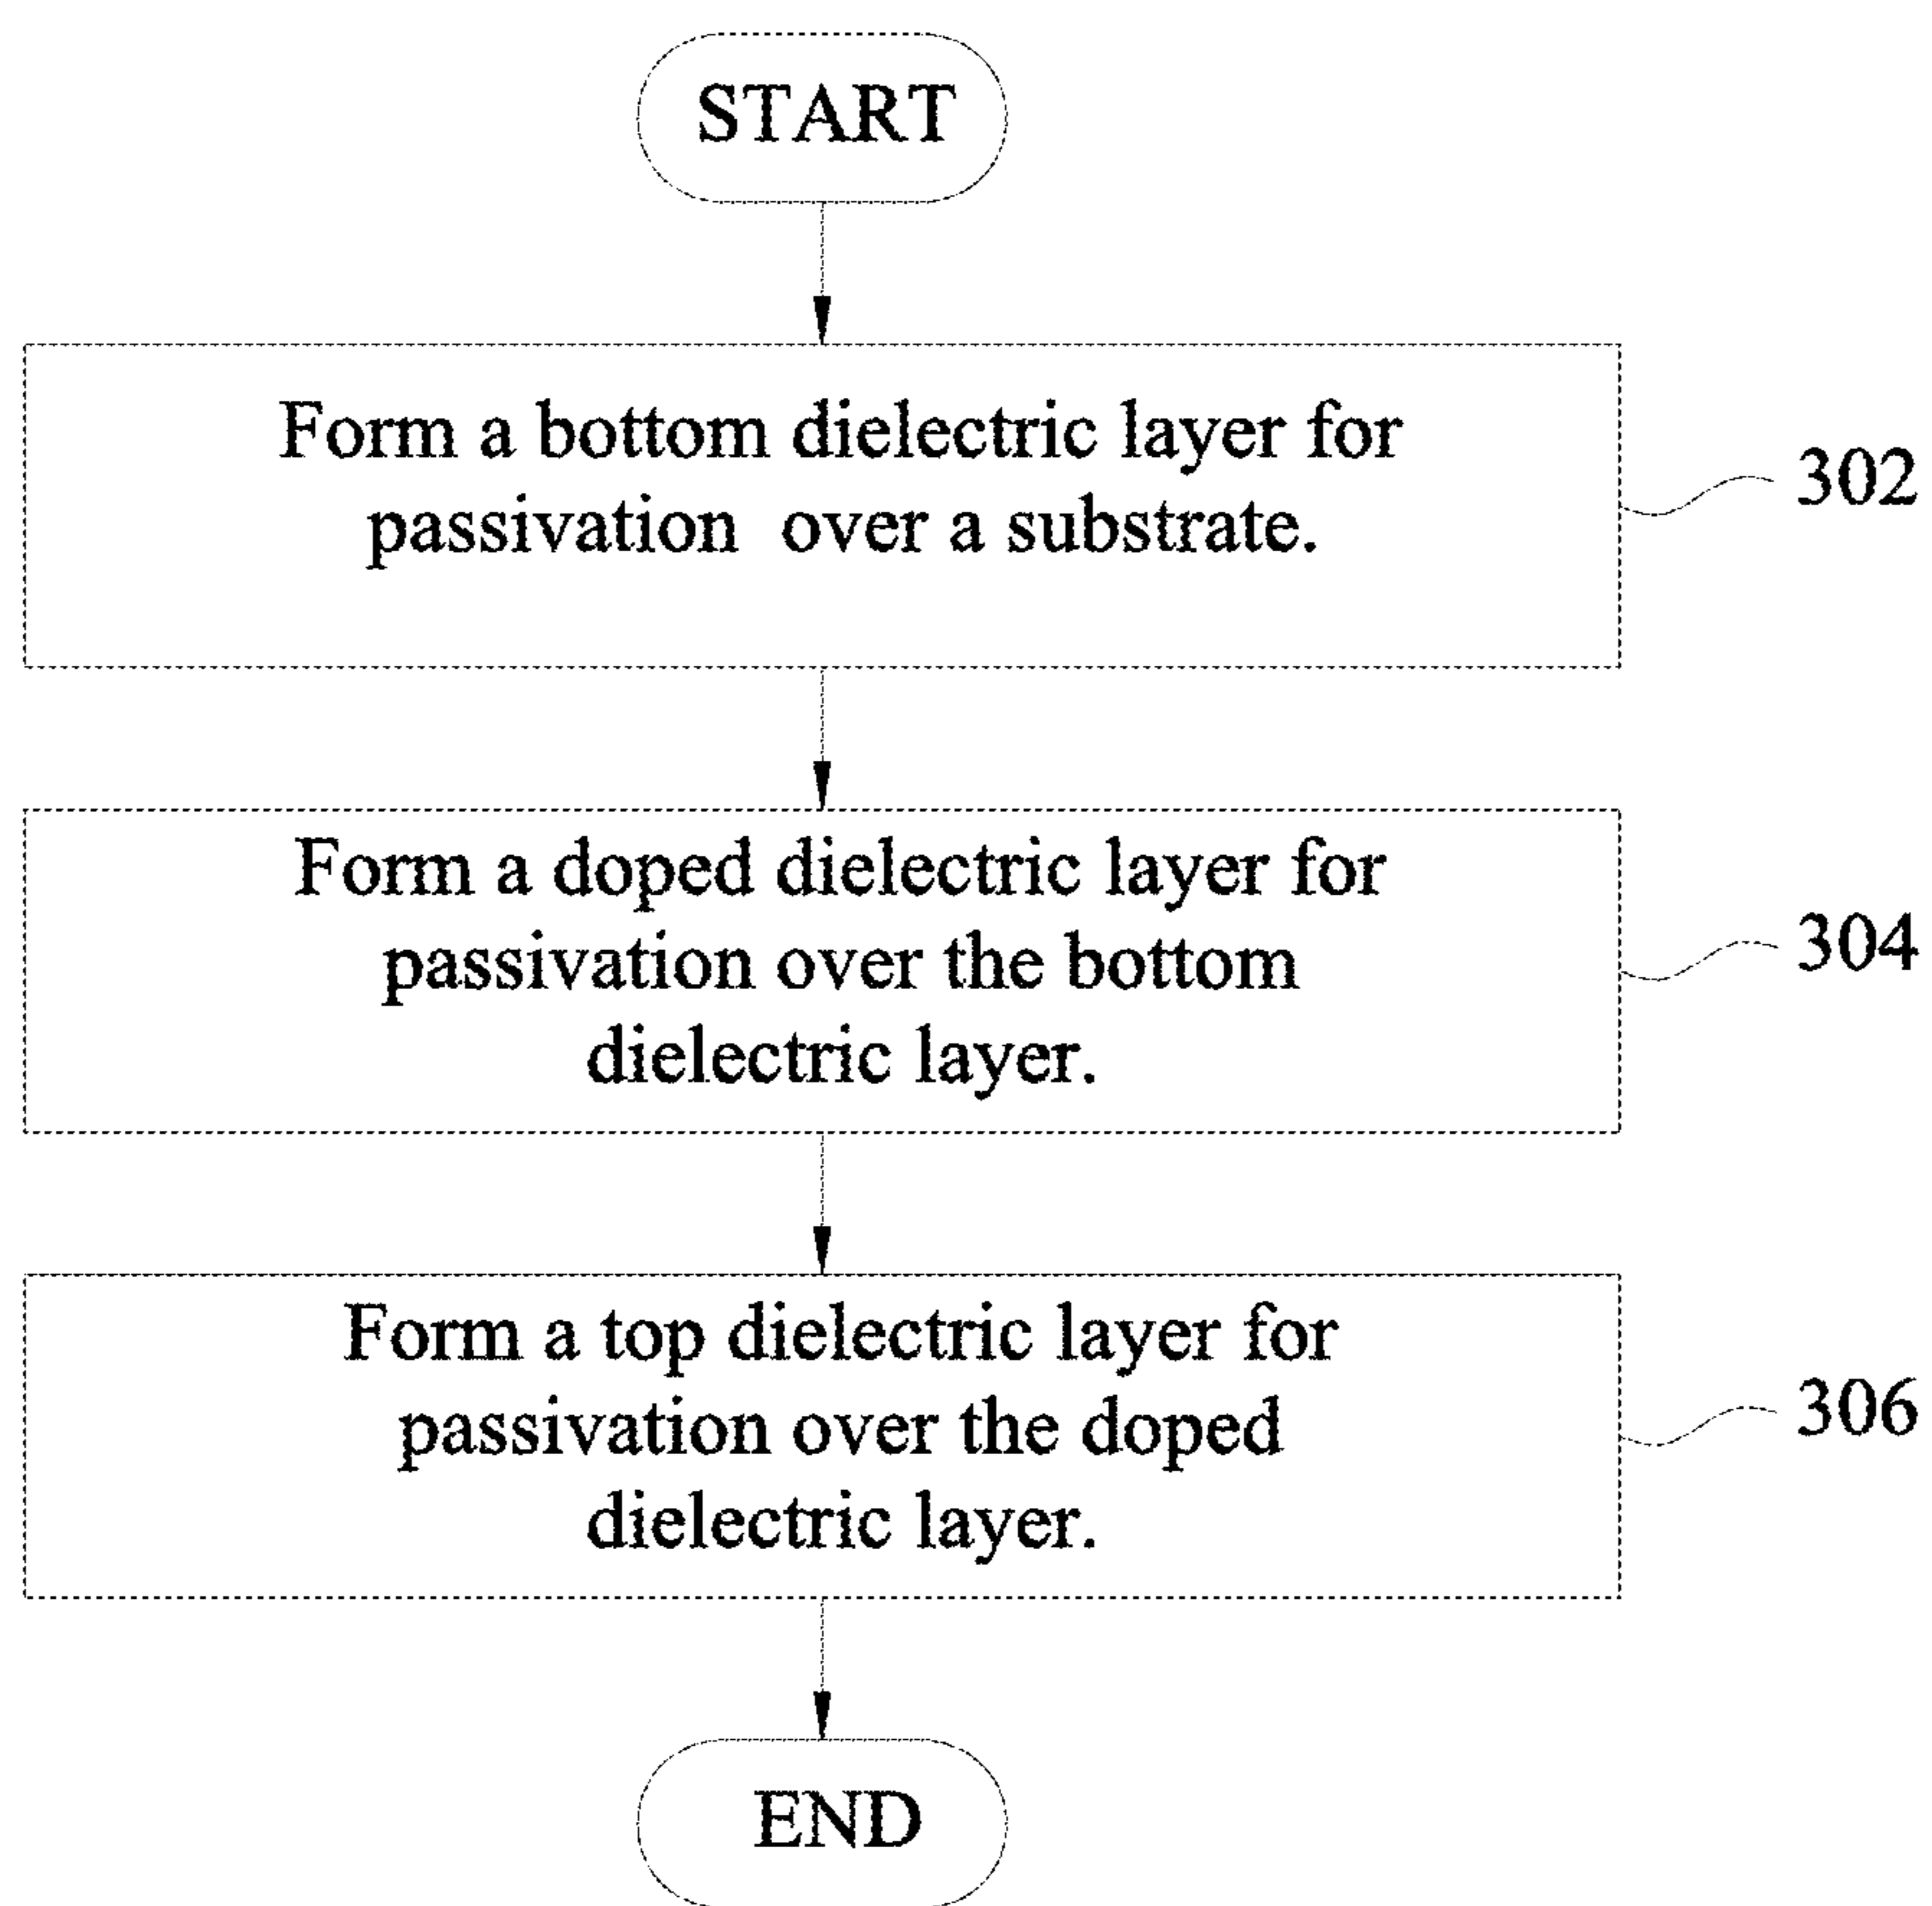 START
Form a bottom dielectric layer for
passivation over a substrate.
302
Form a doped dielectric layer for
passivation over the bottom
dielectric layer.
304
Form a top dielectric layer for
passivation over the doped
dielectric layer.
306
END